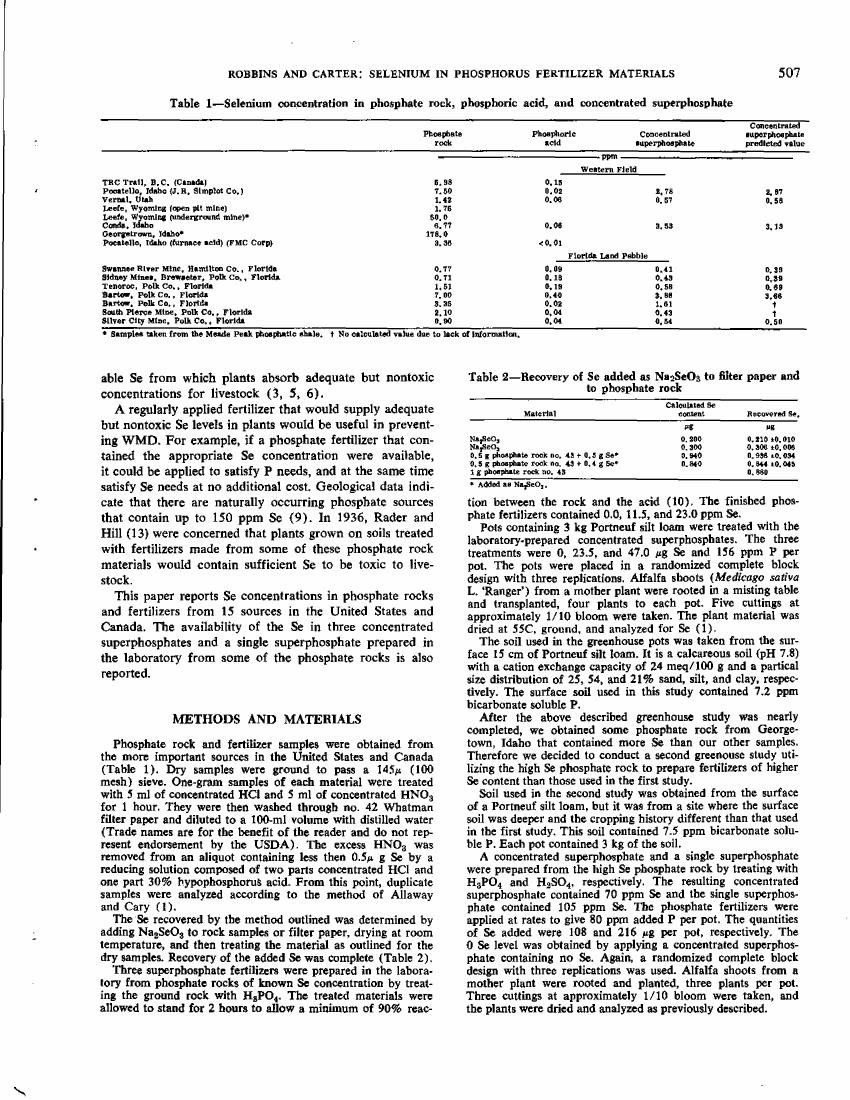 ROBBINS AND CARTER: SELENIUM IN PHOSPHORUS FERTILIZER MATERIALS 507
Table 1—Selenium concentration in phosphate rock, phosphoric acid, and concentrated superphosphate
Phosphate rock Phosphoric acid Concentrated superphosphate Concentrated superphosphate predicted value
ppm
Western Field
TRC Trail, B.C. (Canada) 5.98 0.15
Pocatello, Idaho (J.R. Simplot Co.) 7.50 0.02 2.78 2.87
Vernal, Utah 1.42 0.06 0.57 0.58
Leefe, Wyoming (open pit mine) 1.76
Leefe, Wyoming (underground mine)* 50.0
Conda, Idaho 6.77 0.06 3.53 3.13
Georgetrown, Idaho* 178.0
Pocatello, Idaho (furnace acid) (FMC Corp) 3.36 <0.01
Florida Land Pebble
Swannee River Mine, Hamilton Co., Florida 0.77 0.09 0.41 0.39
Sidney Mines, Brewseter, Polk Co., Florida 0.71 0.18 0.43 0.39
Tenoroc, Polk Co., Florida 1.51 0.19 0.58 0.69
Bartow, Polk Co., Florida 7.00 0.40 3.88 3.66
Bartow, Polk Co., Florida 3.35 0.02 1.61 †
South Pierce Mine, Polk Co., Florida 2.10 0.04 0.43 †
Silver City Mine, Polk Co., Florida 0.90 0.04 0.54 0.50
* Samples taken from the Meade Peak phosphatic shale. † No calculated value due to lack of information.
able Se from which plants absorb adequate but nontoxic
concentrations for livestock (3, 5, 6).
A regularly applied fertilizer that would supply adequate
but nontoxic Se levels in plants would be useful in prevent-
ing WMD. For example, if a phosphate fertilizer that con-
tained the appropriate Se concentration were available,
it could be applied to satisfy P needs, and at the same time
satisfy Se needs at no additional cost. Geological data indi-
cate that there are naturally occurring phosphate sources
that contain up to 150 ppm Se (9). In 1936, Rader and
Hill (13) were concerned that plants grown on soils treated
with fertilizers made from some of these phosphate rock
materials would contain sufficient Se to be toxic to live-
stock.
This paper reports Se concentrations in phosphate rocks
and fertilizers from 15 sources in the United States and
Canada. The availability of the Se in three concentrated
superphosphates and a single superphosphate prepared in
the laboratory from some of the phosphate rocks is also
reported.
METHODS AND MATERIALS
Phosphate rock and fertilizer samples were obtained from
the more important sources in the United States and Canada
(Table 1). Dry samples were ground to pass a 145μ (100
mesh) sieve. One-gram samples of each material were treated
with 5 ml of concentrated HCl and 5 ml of concentrated HNO₃
for 1 hour. They were then washed through no. 42 Whatman
filter paper and diluted to a 100-ml volume with distilled water
(Trade names are for the benefit of the reader and do not rep-
resent endorsement by the USDA). The excess HNO₃ was
removed from an aliquot containing less then 0.5μ g Se by a
reducing solution composed of two parts concentrated HCl and
one part 30% hypophosphorus acid. From this point, duplicate
samples were analyzed according to the method of Allaway
and Cary (1).
The Se recovered by the method outlined was determined by
adding Na₂SeO₃ to rock samples or filter paper, drying at room
temperature, and then treating the material as outlined for the
dry samples. Recovery of the added Se was complete (Table 2).
Three superphosphate fertilizers were prepared in the labora-
tory from phosphate rocks of known Se concentration by treat-
ing the ground rock with H₃PO₄. The treated materials were
allowed to stand for 2 hours to allow a minimum of 90% reac-
Table 2—Recovery of Se added as Na₂SeO₃ to filter paper and
to phosphate rock
Material Calculated Se content Recovered Se,
μg μg
Na₂SeO₃ 0.200 0.210 ±0.010
Na₂SeO₃ 0.300 0.306 ±0.006
0.5 g phosphate rock no. 43 + 0.5 g Se* 0.940 0.936 ±0.034
0.5 g phosphate rock no. 43 + 0.4 g Se* 0.840 0.844 ±0.045
1 g phosphate rock no. 43 0.880
* Added as Na₂SeO₃.
tion between the rock and the acid (10). The finished phos-
phate fertilizers contained 0.0, 11.5, and 23.0 ppm Se.
Pots containing 3 kg Portneuf silt loam were treated with the
laboratory-prepared concentrated superphosphates. The three
treatments were 0, 23.5, and 47.0 μg Se and 156 ppm P per
pot. The pots were placed in a randomized complete block
design with three replications. Alfalfa shoots (Medicago sativa
L. 'Ranger') from a mother plant were rooted in a misting table
and transplanted, four plants to each pot. Five cuttings at
approximately 1/10 bloom were taken. The plant material was
dried at 55C, ground, and analyzed for Se (1).
The soil used in the greenhouse pots was taken from the sur-
face 15 cm of Portneuf silt loam. It is a calcareous soil (pH 7.8)
with a cation exchange capacity of 24 meq/100 g and a partical
size distribution of 25, 54, and 21% sand, silt, and clay, respec-
tively. The surface soil used in this study contained 7.2 ppm
bicarbonate soluble P.
After the above described greenhouse study was nearly
completed, we obtained some phosphate rock from George-
town, Idaho that contained more Se than our other samples.
Therefore we decided to conduct a second greenouse study uti-
lizing the high Se phosphate rock to prepare fertilizers of higher
Se content than those used in the first study.
Soil used in the second study was obtained from the surface
of a Portneuf silt loam, but it was from a site where the surface
soil was deeper and the cropping history different than that used
in the first study. This soil contained 7.5 ppm bicarbonate solu-
ble P. Each pot contained 3 kg of the soil.
A concentrated superphosphate and a single superphosphate
were prepared from the high Se phosphate rock by treating with
H₃PO₄ and H₂SO₄, respectively. The resulting concentrated
superphosphate contained 70 ppm Se and the single superphos-
phate contained 105 ppm Se. The phosphate fertilizers were
applied at rates to give 80 ppm added P per pot. The quantities
of Se added were 108 and 216 μg per pot, respectively. The
0 Se level was obtained by applying a concentrated superphos-
phate containing no Se. Again, a randomized complete block
design with three replications was used. Alfalfa shoots from a
mother plant were rooted and planted, three plants per pot.
Three cuttings at approximately 1/10 bloom were taken, and
the plants were dried and analyzed as previously described.